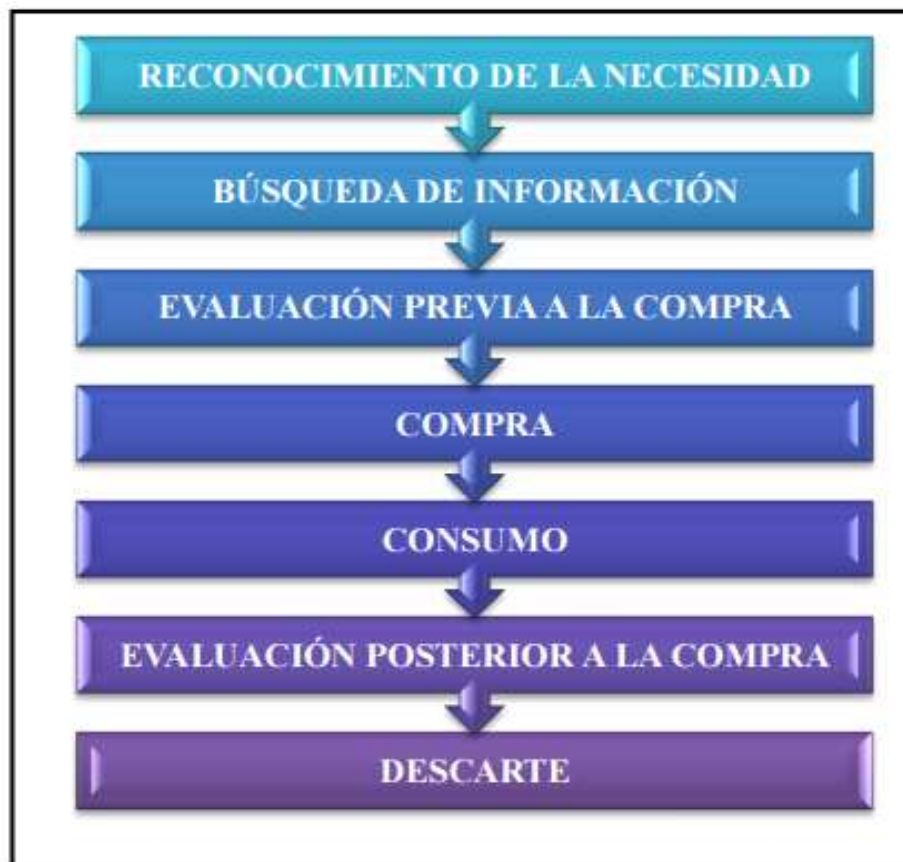 RECONOCIMIENTO DE LA NECESIDAD
BÚSQUEDA DE INFORMACIÓN
EVALUACIÓN PREVIA A LA COMPRA
COMPRA
CONSUMO
EVALUACIÓN POSTERIOR A LA COMPRA
DESCARTE